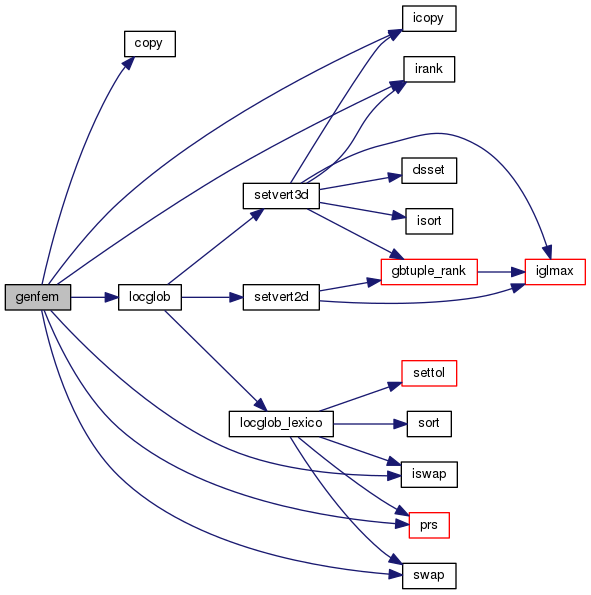 icopy
copy
irank
dsset
setvert3d
isort
gbtuple_rank
iglmax
genfem
locglob
setvert2d
settol
locglob_lexico
sort
iswap
prs
swap